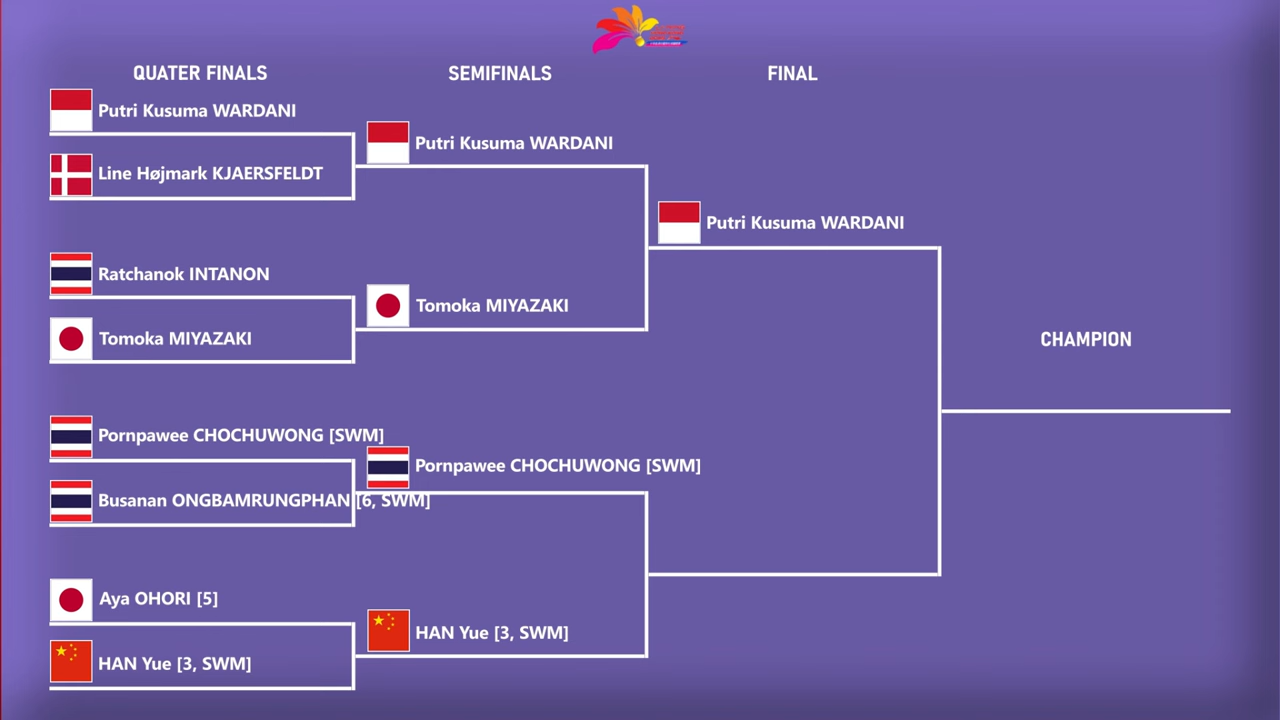 QUATER FINALS
SEMIFINALS
FINAL
Putri Kusuma WARDANI
Line Højmark KJAERSFELDT
Ratchanok INTANON
Tomoka MIYAZAKI
Pornpawee CHOCHUWONG [SWM]
Busanan ONGBAMRUNGPHAN [6, SWM]
Aya OHORI [5]
HAN Yue [3, SWM]
Putri Kusuma WARDANI
Tomoka MIYAZAKI
Pornpawee CHOCHUWONG [SWM]
HAN Yue [3, SWM]
Putri Kusuma WARDANI
CHAMPION